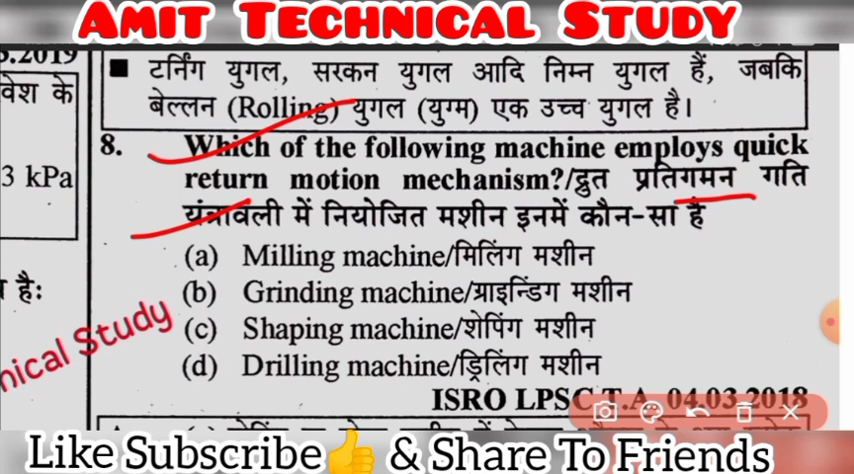 AMIT TECHNICAL STUDY
.2019
वेश के
3 kPa
है:
nical Study
■ टर्निंग युगल, सरकन युगल आदि निम्न युगल हैं, जबकि
बेल्लन (Rolling) युगल (युग्म) एक उच्च युगल है।
8. Which of the following machine employs quick
return motion mechanism?/द्रुत प्रतिगमन गति
यंत्रावली में नियोजित मशीन इनमें कौन-सा है
(a) Milling machine/मिलिंग मशीन
(b) Grinding machine/ग्राइन्डिंग मशीन
(c) Shaping machine/शेपिंग मशीन
(d) Drilling machine/ड्रिलिंग मशीन
ISRO LPSC T.A. 04.03.2018
Like Subscribe👍 & Share To Friends